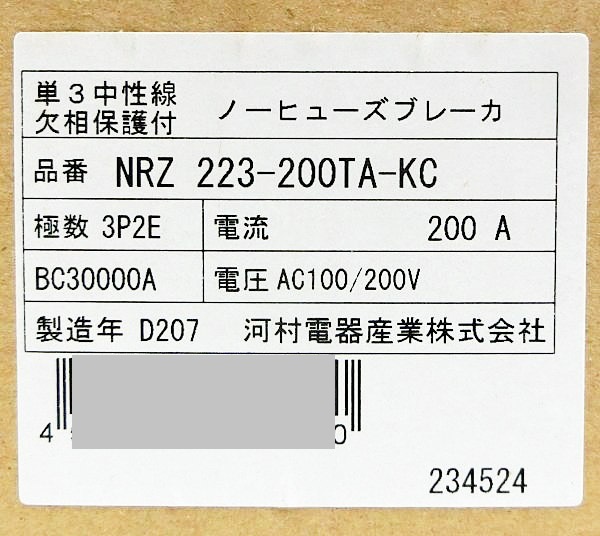 単3中性線
欠相保護付 ノーヒューズブレーカ
品番 NRZ 223-200TA-KC
極数 3P2E 電流 200 A
BC30000A 電圧 AC100/200V
製造年 D207 河村電器産業株式会社
4 0
234524